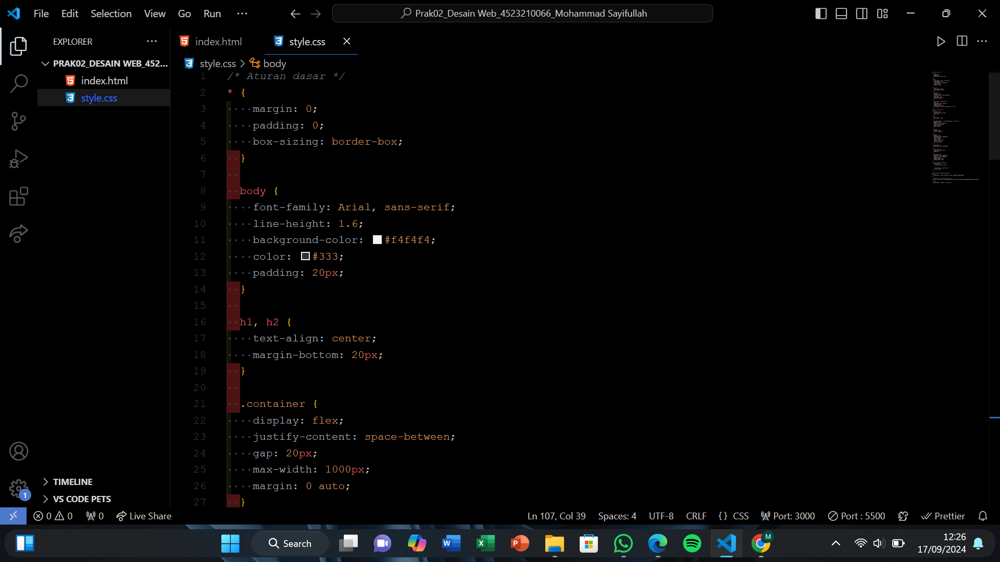 File Edit Selection View Go Run ···
Prak02_Desain Web_4523210066_Mohammad Sayifullah
EXPLORER
PRAK02_DESAIN WEB_452...
index.html
style.css
index.html
style.css
style.css > body
1 /* Aturan dasar */
2 * {
3 margin: 0;
4 padding: 0;
5 box-sizing: border-box;
6 }
7
8 body {
9 font-family: Arial, sans-serif;
10 line-height: 1.6;
11 background-color: #f4f4f4;
12 color: #333;
13 padding: 20px;
14 }
15
16 h1, h2 {
17 text-align: center;
18 margin-bottom: 20px;
19 }
20
21 .container {
22 display: flex;
23 justify-content: space-between;
24 gap: 20px;
25 max-width: 1000px;
26 margin: 0 auto;
27 }
TIMELINE
VS CODE PETS
1
0 0 0 Live Share
Ln 107, Col 39 Spaces: 4 UTF-8 CRLF {} CSS Port: 3000 Port : 5500 Prettier
Search
M
12:26
17/09/2024